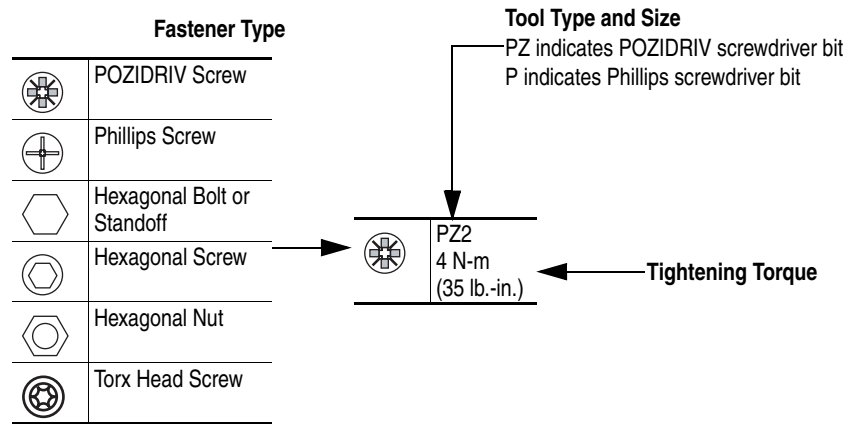 Fastener Type
POZIDRIV Screw
Phillips Screw
Hexagonal Bolt or
Standoff
Hexagonal Screw
Hexagonal Nut
Torx Head Screw
Tool Type and Size
PZ indicates POZIDRIV screwdriver bit
P indicates Phillips screwdriver bit
PZ2
4 N-m
(35 lb.-in.)
Tightening Torque